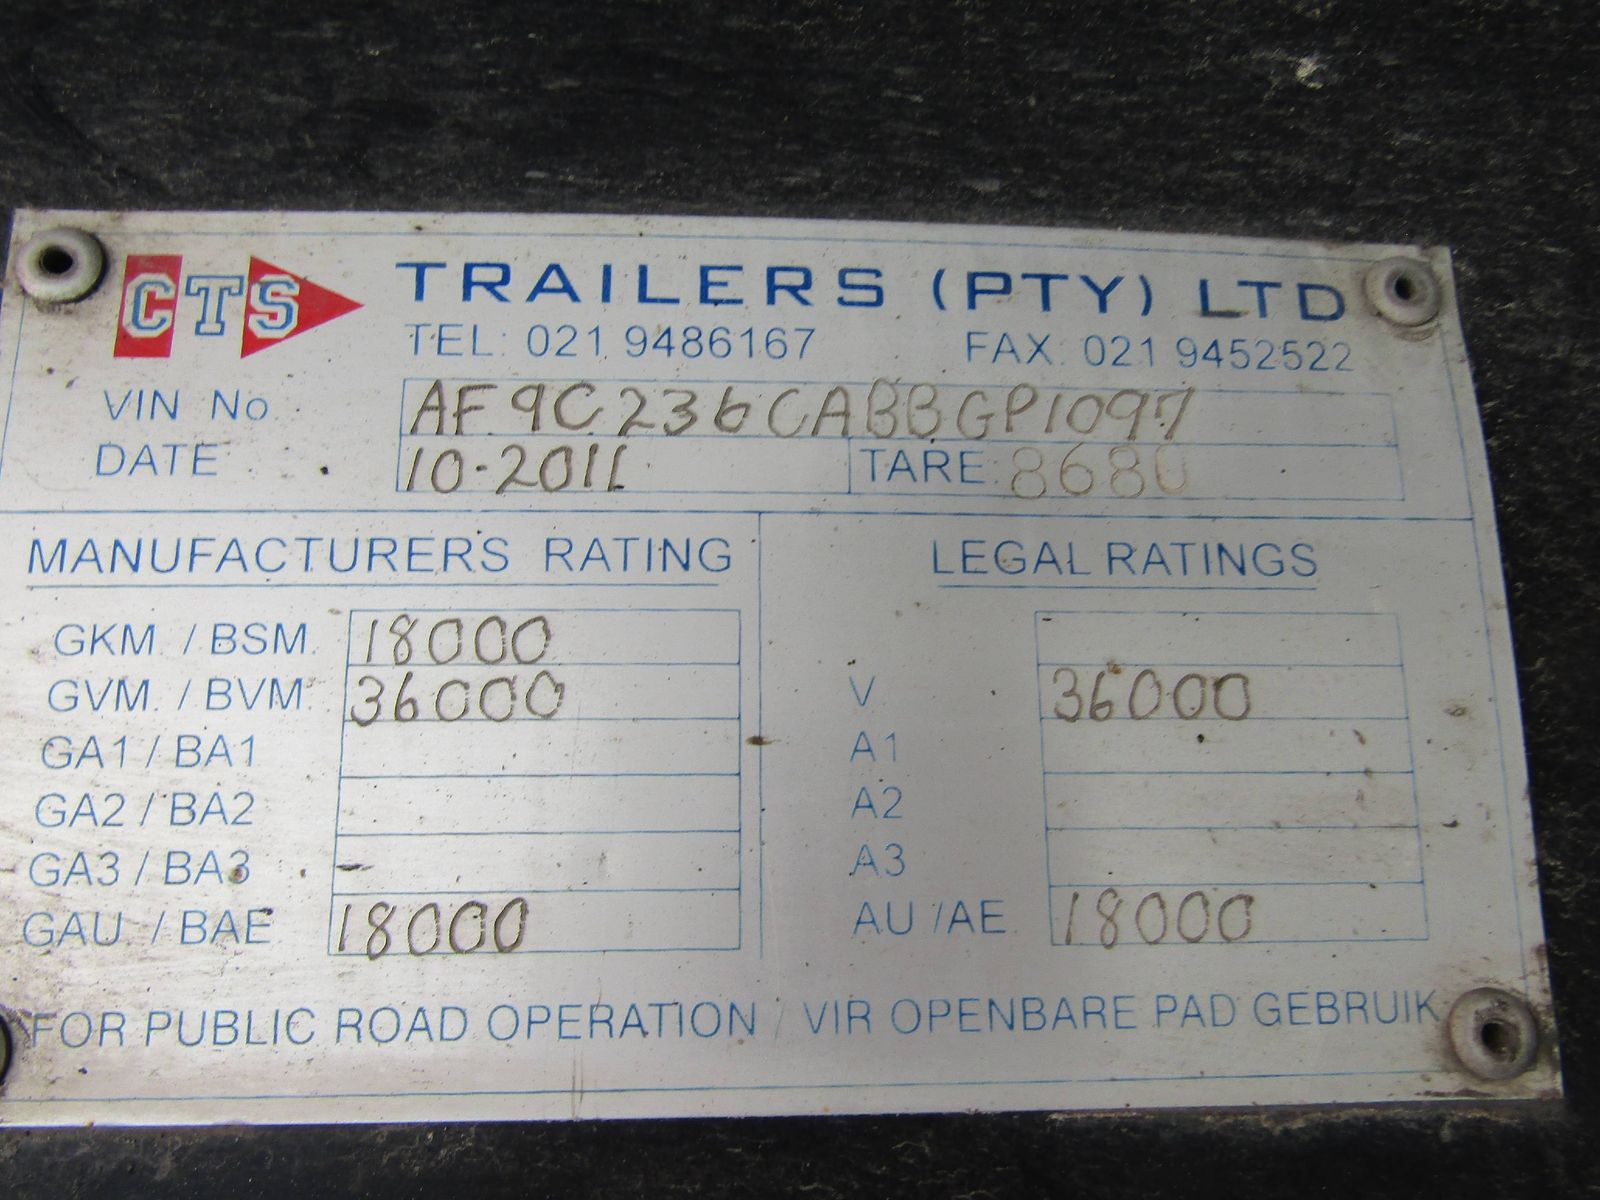 CTS TRAILERS (PTY) LTD
TEL: 021 9486167 FAX: 021 9452522
VIN No AF9C236CABBGP1097
DATE 10-2011 TARE: 8680
MANUFACTURERS RATING LEGAL RATINGS
GKM. / BSM. 18000
GVM. / BVM. 36000 V 36000
GA1 / BA1 A1
GA2 / BA2 A2
GA3 / BA3 A3
GAU / BAE 18000 AU /AE 18000
FOR PUBLIC ROAD OPERATION / VIR OPENBARE PAD GEBRUIK